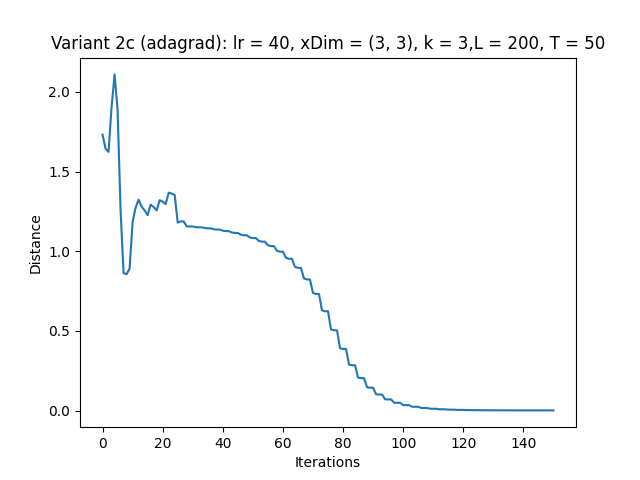 Variant 2c (adagrad): lr = 40, xDim = (3, 3), k = 3,L = 200, T = 50
2.0
1.5
1.0
0.5
0.0
Distance
0 20 40 60 80 100 120 140
Iterations